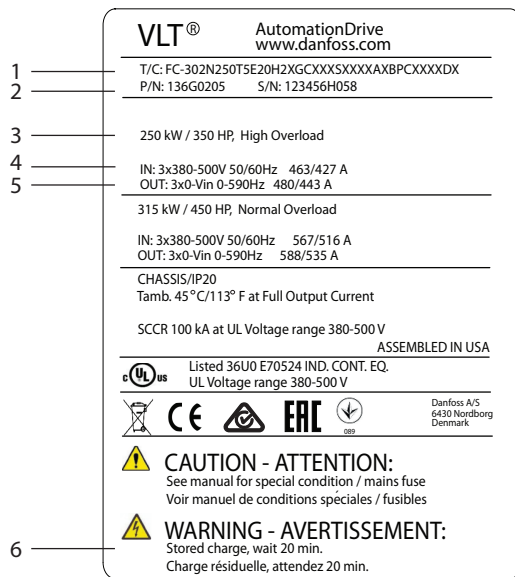 VLT® AutomationDrive
www.danfoss.com
1 T/C: FC-302N250T5E20H2XGCXXXSXXXXAXBPCXXXXDX
2 P/N: 136G0205 S/N: 123456H058
3 250 kW / 350 HP, High Overload
4 IN: 3x380-500V 50/60Hz 463/427 A
5 OUT: 3x0-Vin 0-590Hz 480/443 A
315 kW / 450 HP, Normal Overload
IN: 3x380-500V 50/60Hz 567/516 A
OUT: 3x0-Vin 0-590Hz 588/535 A
CHASSIS/IP20
Tamb. 45°C/113° F at Full Output Current
SCCR 100 kA at UL Voltage range 380-500 V
ASSEMBLED IN USA
c UL us Listed 36U0 E70524 IND. CONT. EQ.
UL Voltage range 380-500 V
CE EAC 089
Danfoss A/S
6430 Nordborg
Denmark
CAUTION - ATTENTION:
See manual for special condition / mains fuse
Voir manuel de conditions spéciales / fusibles
WARNING - AVERTISSEMENT:
6 Stored charge, wait 20 min.
Charge résiduelle, attendez 20 min.